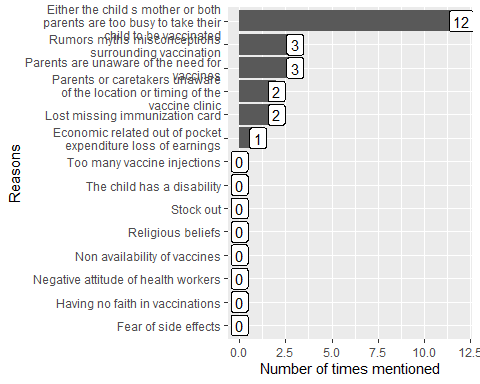 Either the child s mother or both
parents are too busy to take their
child to be vaccinated
12
Rumors myths misconceptions
surrounding vaccination
3
Parents are unaware of the need for
vaccines
3
Parents or caretakers unaware
of the location or timing of the
vaccine clinic
2
Lost missing immunization card
2
Economic related out of pocket
expenditure loss of earnings
1
Too many vaccine injections
0
The child has a disability
0
Stock out
0
Religious beliefs
0
Non availability of vaccines
0
Negative attitude of health workers
0
Having no faith in vaccinations
0
Fear of side effects
0
Reasons
0.0 2.5 5.0 7.5 10.0 12.5
Number of times mentioned